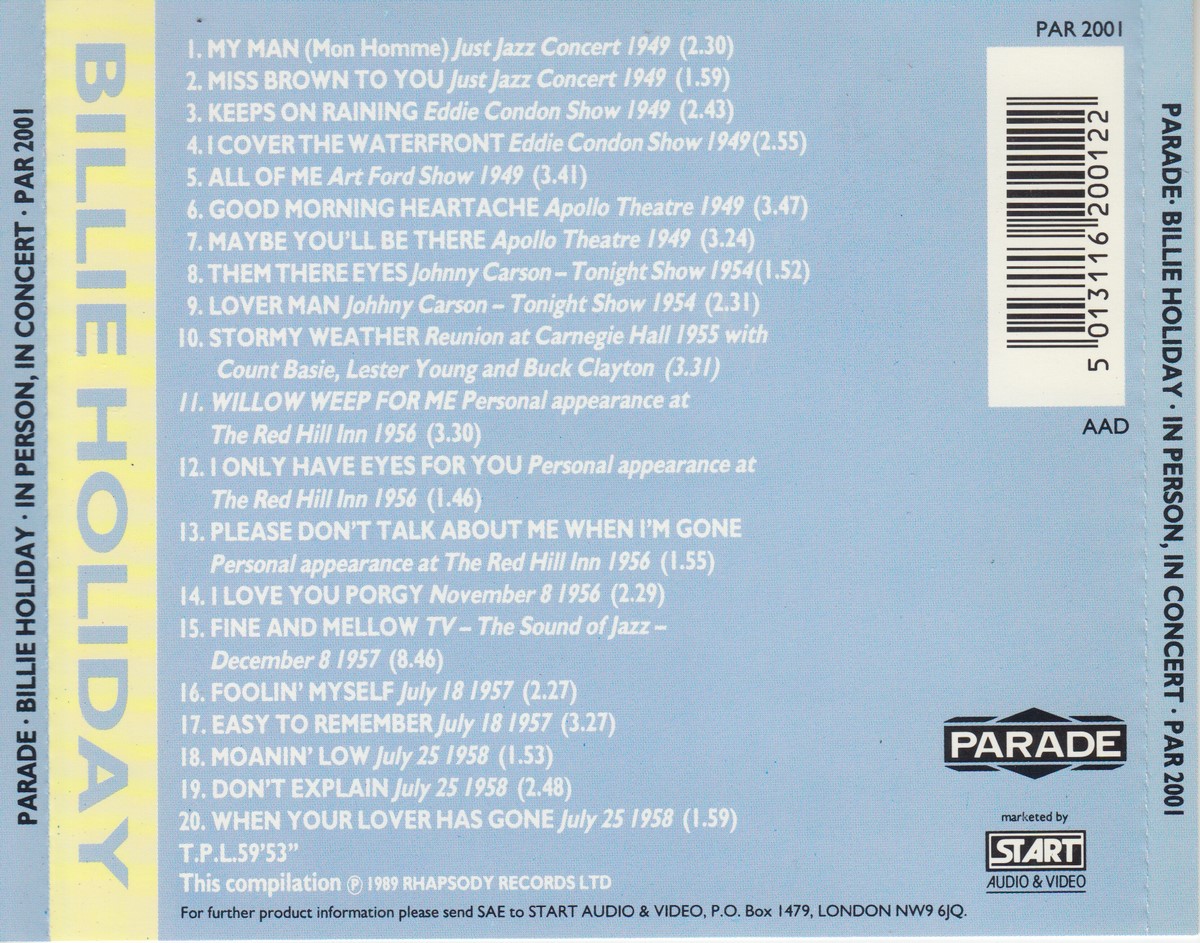 PARADE · BILLIE HOLIDAY · IN PERSON, IN CONCERT · PAR 2001
BILLIE HOLIDAY
1. MY MAN (Mon Homme) Just Jazz Concert 1949 (2.30)
2. MISS BROWN TO YOU Just Jazz Concert 1949 (1.59)
3. KEEPS ON RAINING Eddie Condon Show 1949 (2.43)
4. I COVER THE WATERFRONT Eddie Condon Show 1949 (2.55)
5. ALL OF ME Art Ford Show 1949 (3.41)
6. GOOD MORNING HEARTACHE Apollo Theatre 1949 (3.47)
7. MAYBE YOU'LL BE THERE Apollo Theatre 1949 (3.24)
8. THEM THERE EYES Johnny Carson – Tonight Show 1954 (1.52)
9. LOVER MAN Johhny Carson – Tonight Show 1954 (2.31)
10. STORMY WEATHER Reunion at Carnegie Hall 1955 with
Count Basie, Lester Young and Buck Clayton (3.31)
11. WILLOW WEEP FOR ME Personal appearance at
The Red Hill Inn 1956 (3.30)
12. I ONLY HAVE EYES FOR YOU Personal appearance at
The Red Hill Inn 1956 (1.46)
13. PLEASE DON'T TALK ABOUT ME WHEN I'M GONE
Personal appearance at The Red Hill Inn 1956 (1.55)
14. I LOVE YOU PORGY November 8 1956 (2.29)
15. FINE AND MELLOW TV – The Sound of Jazz –
December 8 1957 (8.46)
16. FOOLIN' MYSELF July 18 1957 (2.27)
17. EASY TO REMEMBER July 18 1957 (3.27)
18. MOANIN' LOW July 25 1958 (1.53)
19. DON'T EXPLAIN July 25 1958 (2.48)
20. WHEN YOUR LOVER HAS GONE July 25 1958 (1.59)
T.P.L.59'53"
This compilation ℗ 1989 RHAPSODY RECORDS LTD
For further product information please send SAE to START AUDIO & VIDEO, P.O. Box 1479, LONDON NW9 6JQ.
PAR 2001
5 013116 200122
AAD
PARADE
marketed by
START
AUDIO & VIDEO
PARADE · BILLIE HOLIDAY · IN PERSON, IN CONCERT · PAR 2001